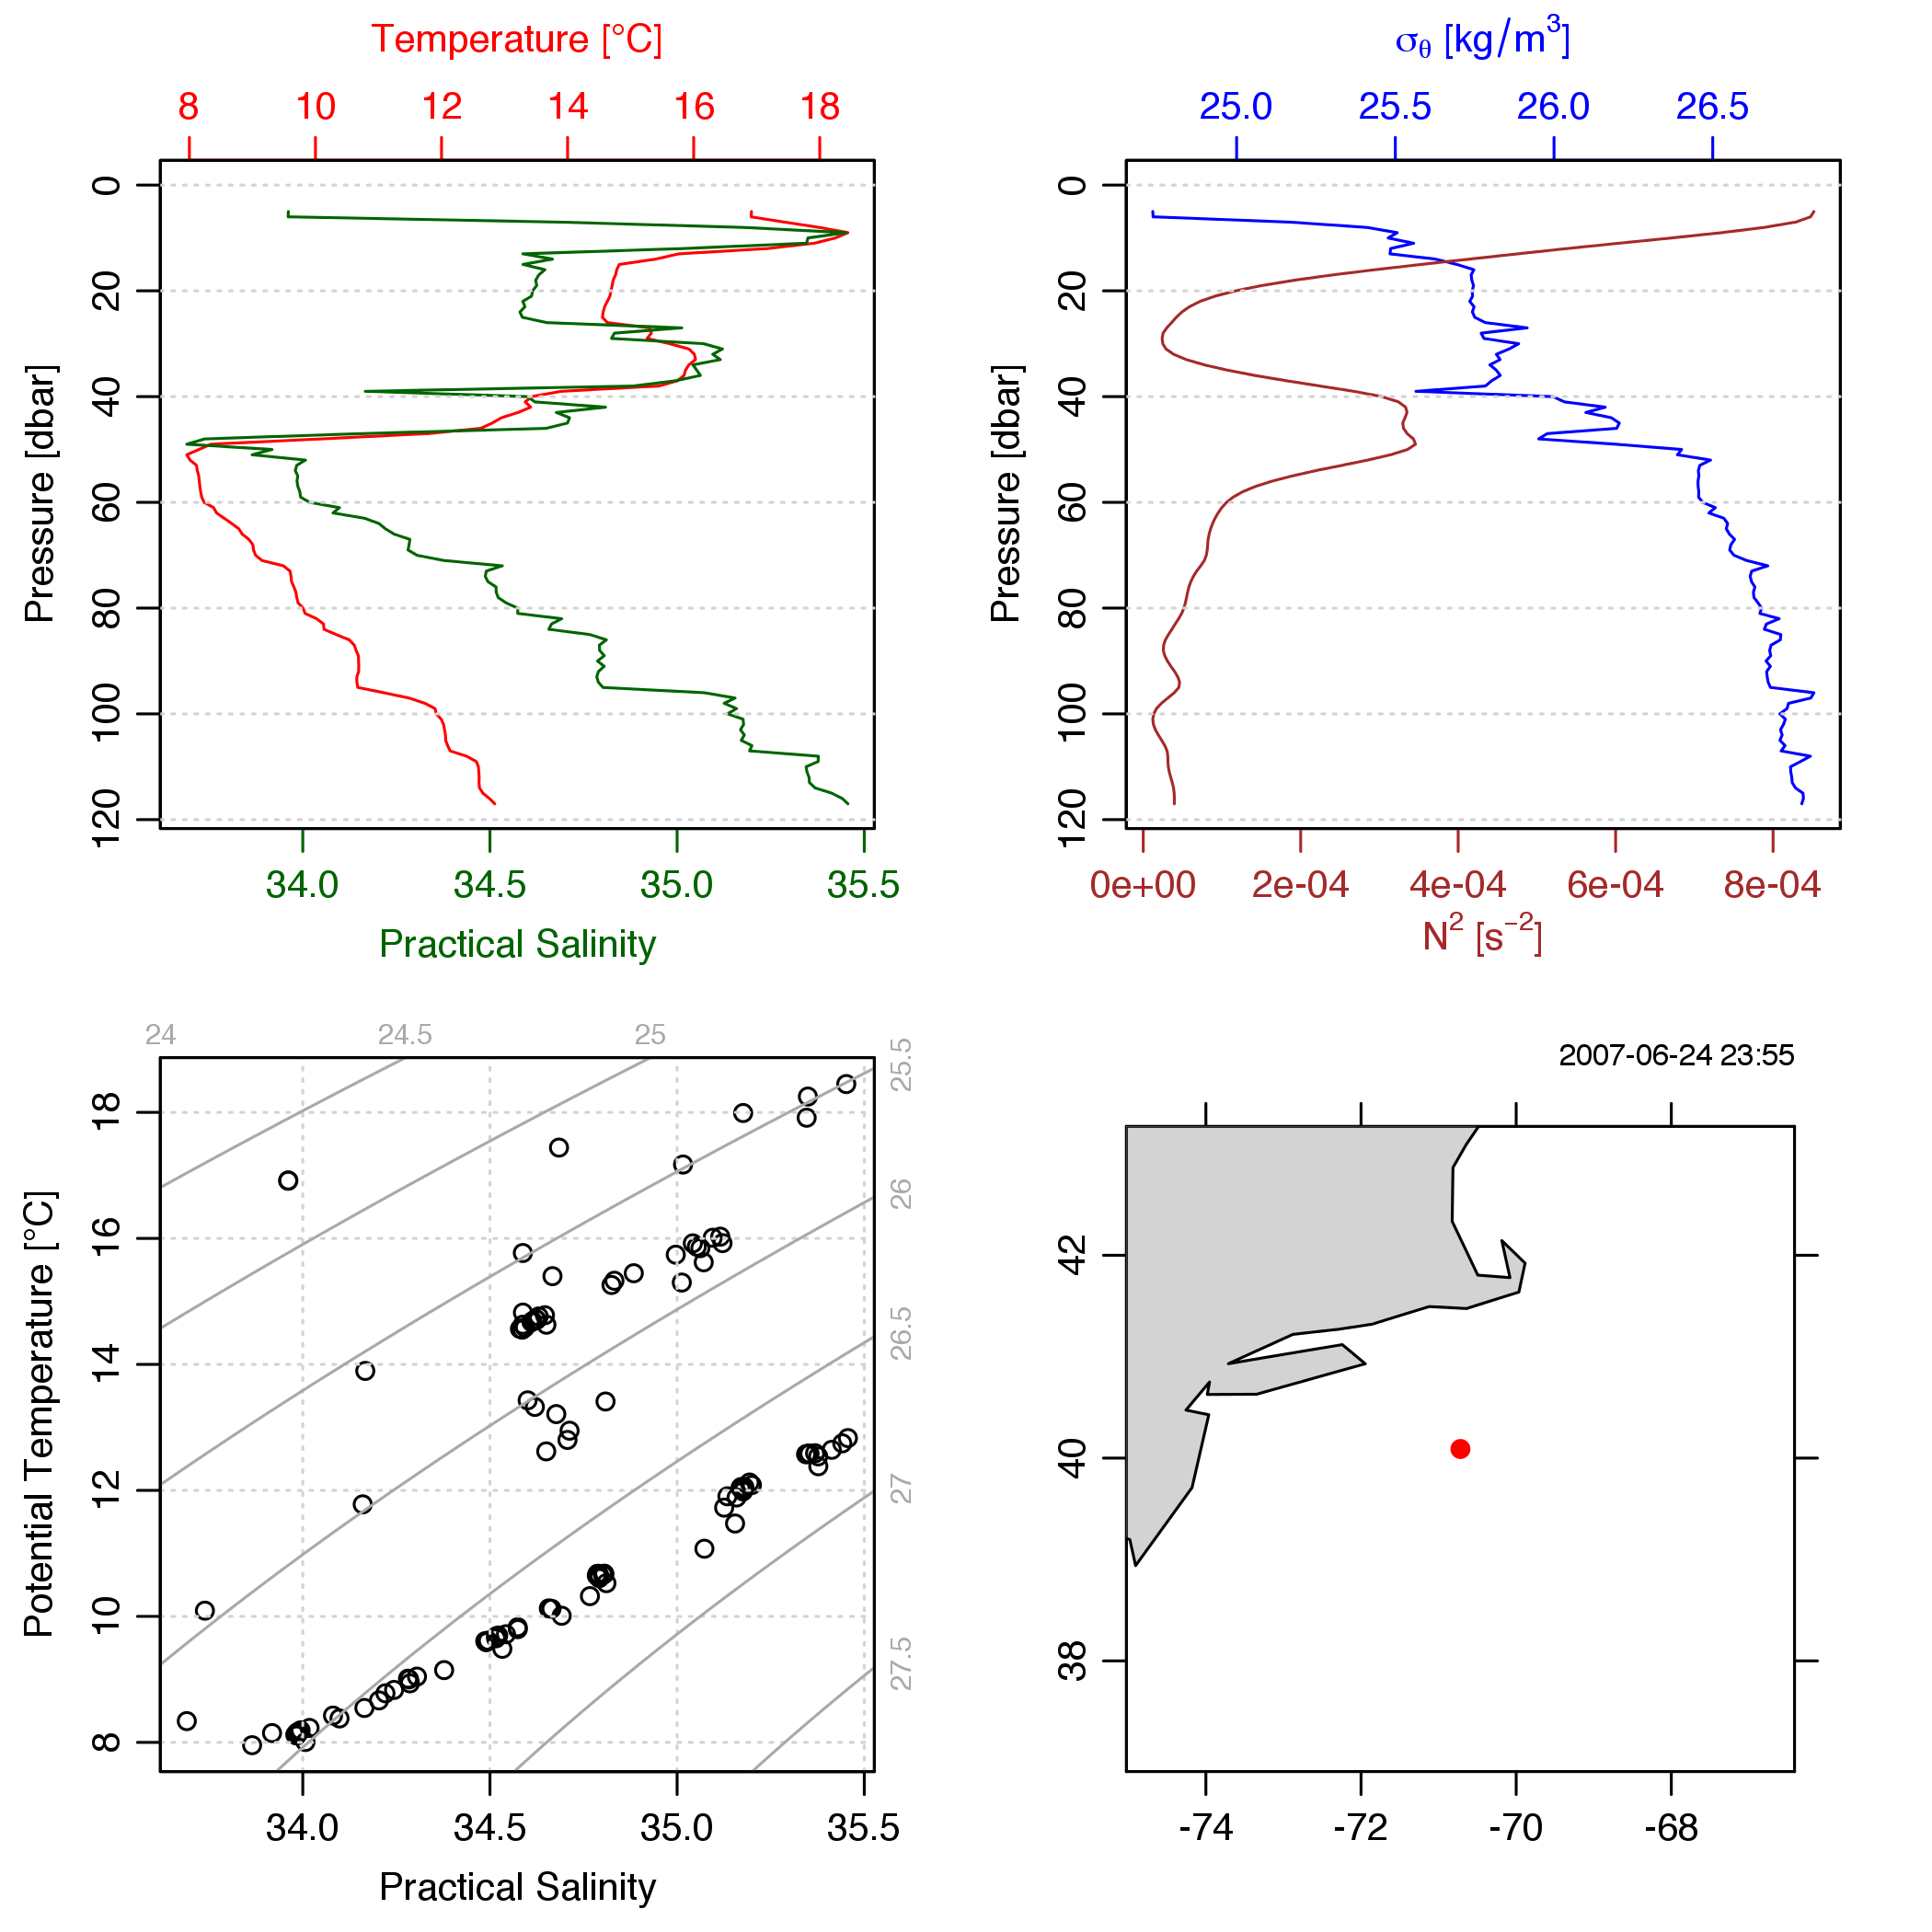 Temperature [°C]
8 10 12 14 16 18
0
20
40
60
80
100
120
Pressure [dbar]
34.0 34.5 35.0 35.5
Practical Salinity
σθ [kg/m³]
25.0 25.5 26.0 26.5
0
20
40
60
80
100
120
Pressure [dbar]
0e+00 2e-04 4e-04 6e-04 8e-04
N² [s⁻²]
24 24.5 25
25.5
26
26.5
27
27.5
18
16
14
12
10
8
Potential Temperature [°C]
34.0 34.5 35.0 35.5
Practical Salinity
2007-06-24 23:55
42
40
38
-74 -72 -70 -68